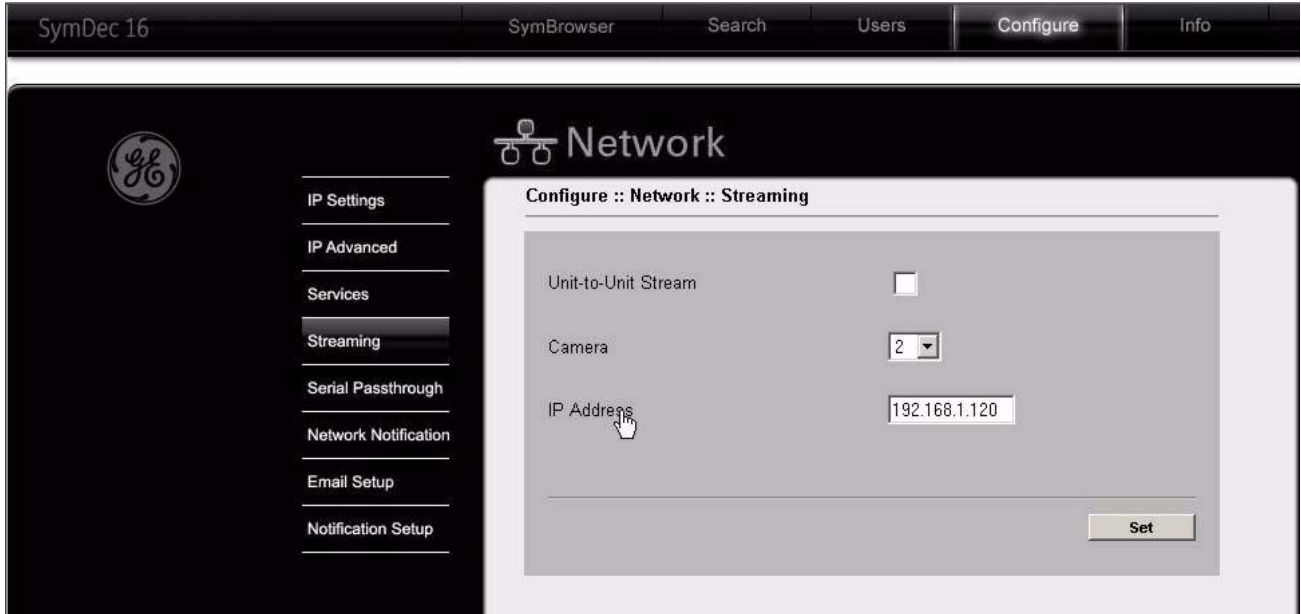 SymDec 16
SymBrowser Search Users Configure Info
GE
Network
IP Settings
IP Advanced
Services
Streaming
Serial Passthrough
Network Notification
Email Setup
Notification Setup
Configure :: Network :: Streaming
Unit-to-Unit Stream
Camera 2
IP Address 192.168.1.120
Set